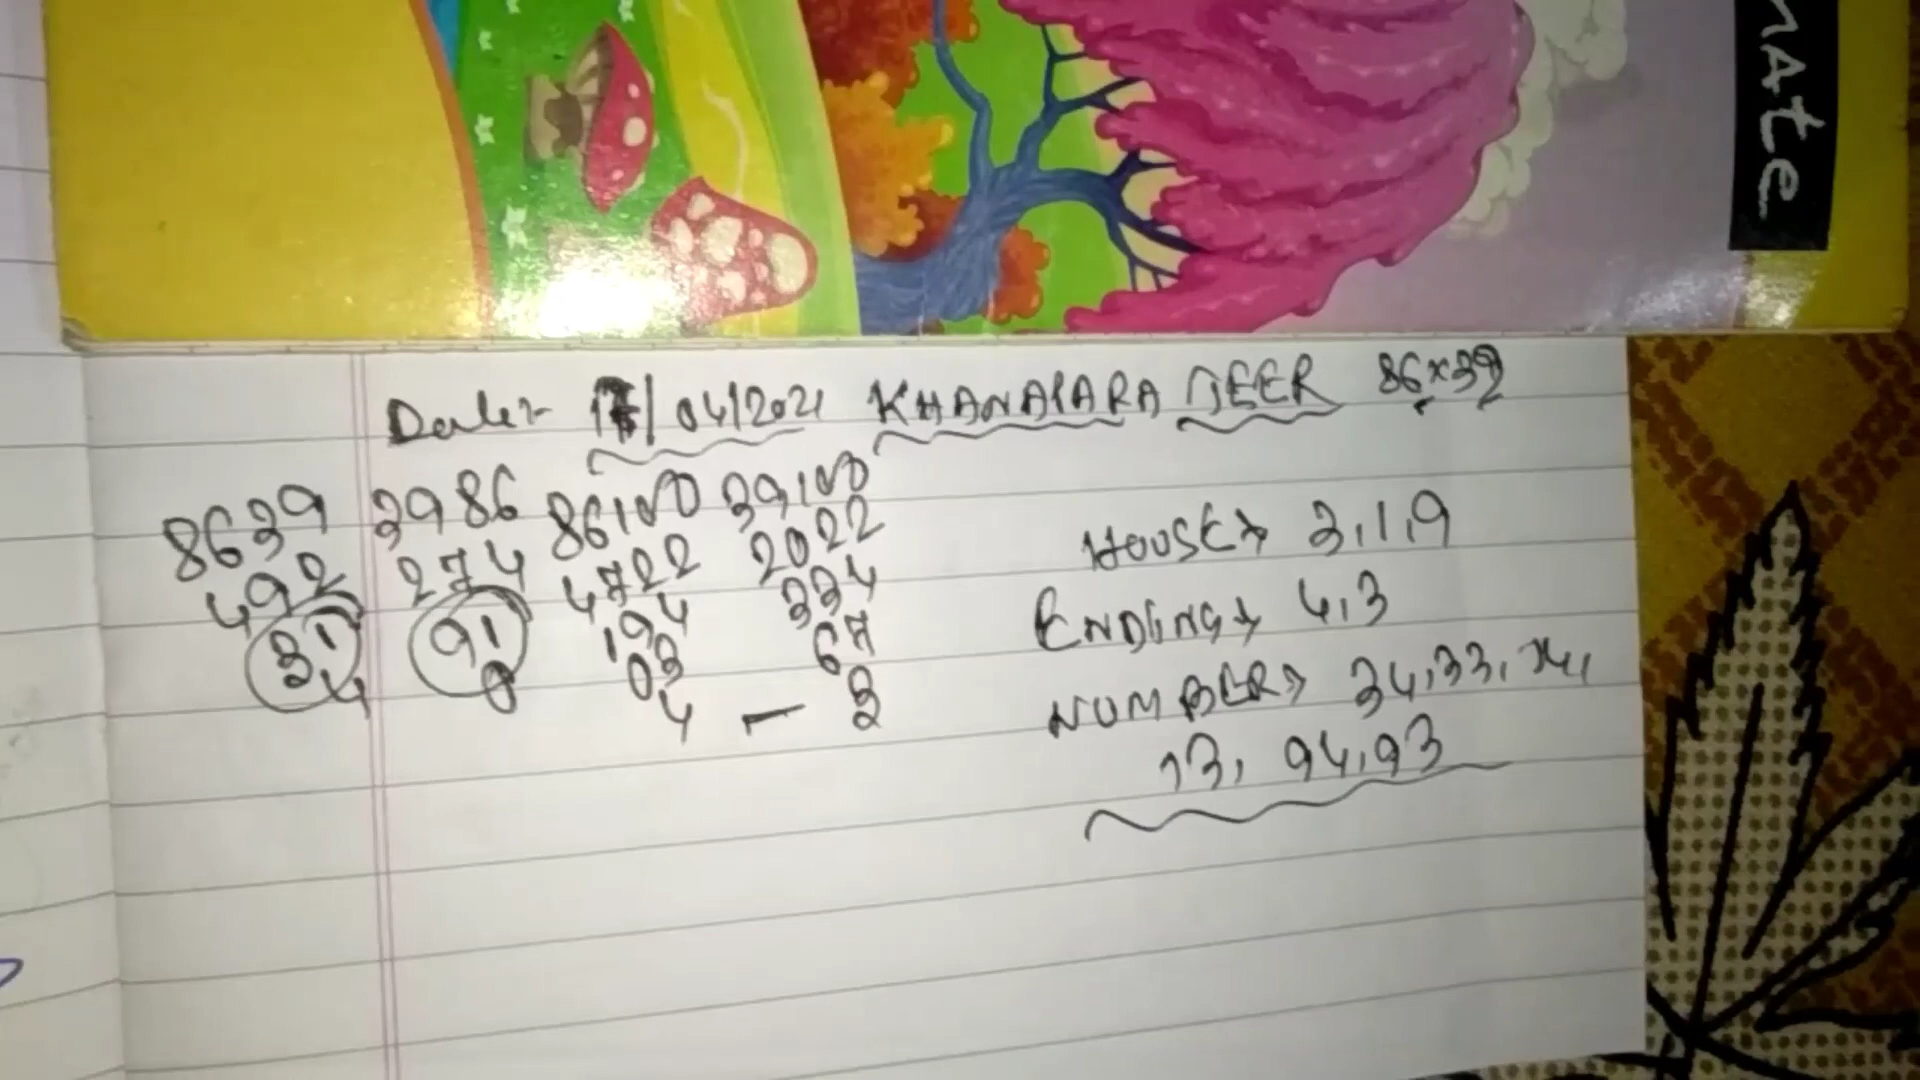 mate
Date:- 17/04/2021 KHANAPARA TEER 86x39
8639 3986 86100 39100
492 274 4722 2022
31 91 194 334
4 0 03 67
4 — 3
HOUSE→ 3,1,9
ENDING→ 4,3
NUMBER→ 34,33,14,
13, 94,93